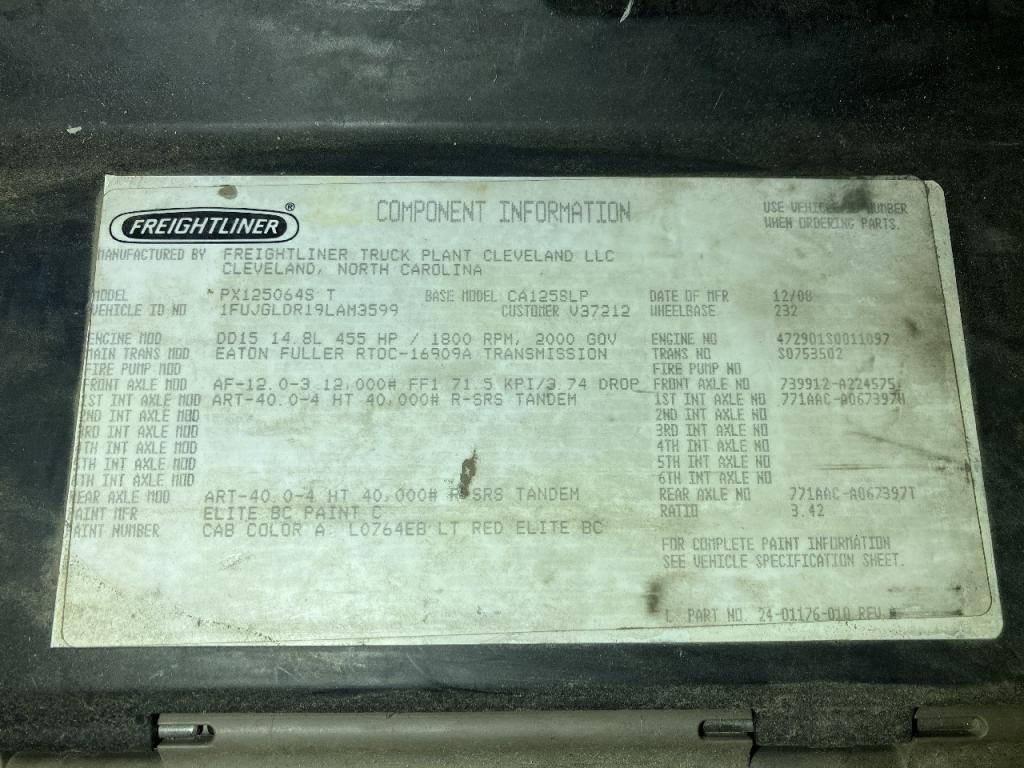 FREIGHTLINER ®
COMPONENT INFORMATION
USE VEHICLE ID NUMBER
WHEN ORDERING PARTS.
MANUFACTURED BY FREIGHTLINER TRUCK PLANT CLEVELAND LLC
CLEVELAND, NORTH CAROLINA
MODEL PX125064S T BASE MODEL CA125SLP DATE OF MFR 12/08
VEHICLE ID NO 1FUJGLDR19LAM3599 CUSTOMER V37212 WHEELBASE 232
ENGINE MOD DD15 14.8L 455 HP / 1800 RPM, 2000 GOV ENGINE NO 472901S0011097
MAIN TRANS MOD EATON FULLER RTOC-16909A TRANSMISSION TRANS NO S0753502
FIRE PUMP MOD FIRE PUMP NO
FRONT AXLE MOD AF-12.0-3 12,000# FF1 71.5 KPI/3.74 DROP FRONT AXLE NO 739912-A224575
1ST INT AXLE MOD ART-40.0-4 HT 40,000# R-SRS TANDEM 1ST INT AXLE NO 771AAC-A067397
2ND INT AXLE MOD 2ND INT AXLE NO
3RD INT AXLE MOD 3RD INT AXLE NO
4TH INT AXLE MOD 4TH INT AXLE NO
5TH INT AXLE MOD 5TH INT AXLE NO
6TH INT AXLE MOD 6TH INT AXLE NO
REAR AXLE MOD ART-40.0-4 HT 40,000# R-SRS TANDEM REAR AXLE NO 771AAC-A067397T
PAINT MFR ELITE BC PAINT C RATIO 3.42
PAINT NUMBER CAB COLOR A: L0764EB LT RED ELITE BC
FOR COMPLETE PAINT INFORMATION
SEE VEHICLE SPECIFICATION SHEET.
PART NO. 24-01176-010 REV